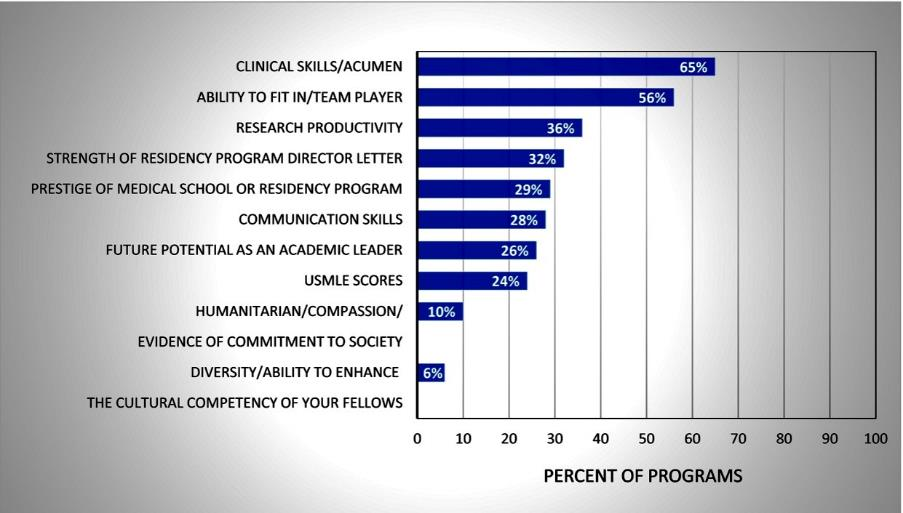 CLINICAL SKILLS/ACUMEN 65%
ABILITY TO FIT IN/TEAM PLAYER 56%
RESEARCH PRODUCTIVITY 36%
STRENGTH OF RESIDENCY PROGRAM DIRECTOR LETTER 32%
PRESTIGE OF MEDICAL SCHOOL OR RESIDENCY PROGRAM 29%
COMMUNICATION SKILLS 28%
FUTURE POTENTIAL AS AN ACADEMIC LEADER 26%
USMLE SCORES 24%
HUMANITARIAN/COMPASSION/ 10%
EVIDENCE OF COMMITMENT TO SOCIETY
DIVERSITY/ABILITY TO ENHANCE 6%
THE CULTURAL COMPETENCY OF YOUR FELLOWS
0 10 20 30 40 50 60 70 80 90 100
PERCENT OF PROGRAMS